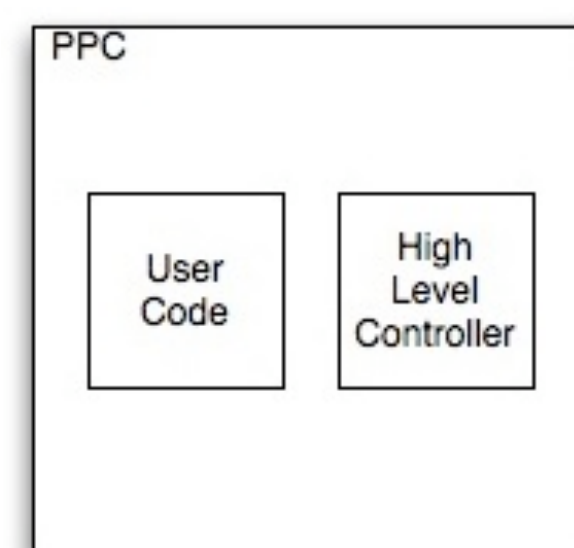 PPC
User
Code
High
Level
Controller